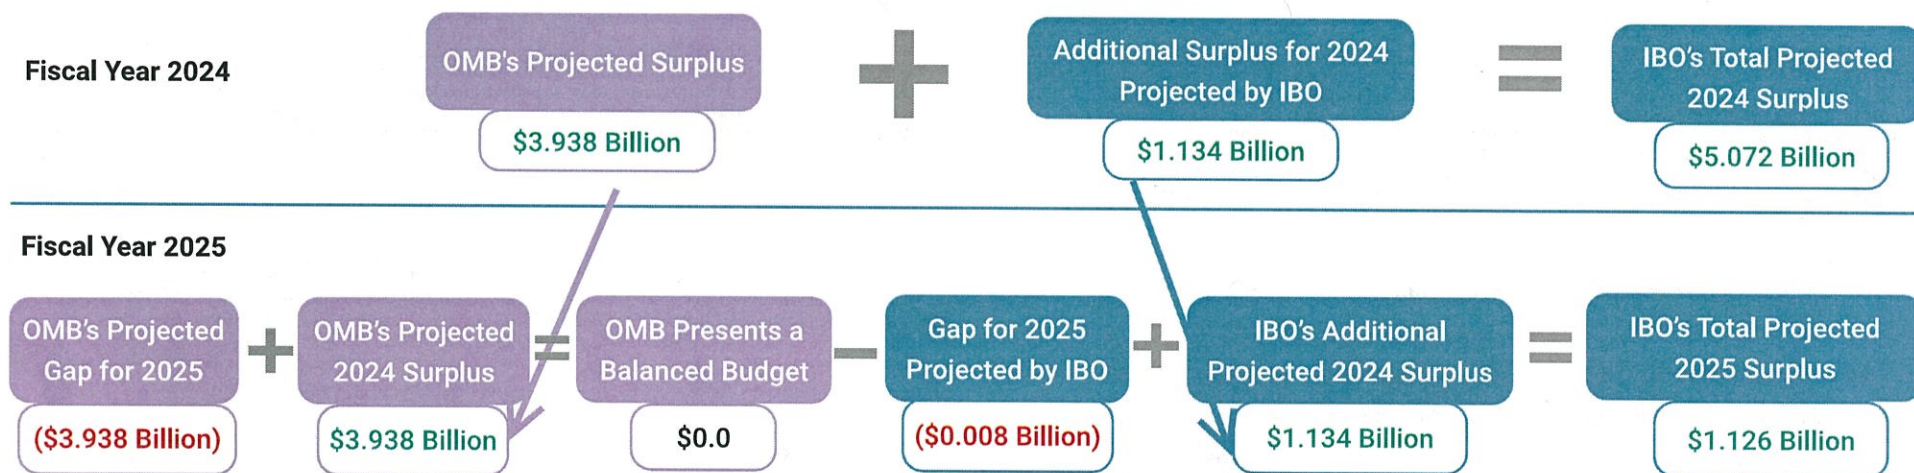 Fiscal Year 2024
OMB's Projected Surplus
$3.938 Billion
+
Additional Surplus for 2024
Projected by IBO
$1.134 Billion
=
IBO's Total Projected
2024 Surplus
$5.072 Billion
Fiscal Year 2025
OMB's Projected
Gap for 2025
($3.938 Billion)
+
OMB's Projected
2024 Surplus
$3.938 Billion
=
OMB Presents a
Balanced Budget
$0.0
−
Gap for 2025
Projected by IBO
($0.008 Billion)
+
IBO's Additional
Projected 2024 Surplus
$1.134 Billion
=
IBO's Total Projected
2025 Surplus
$1.126 Billion